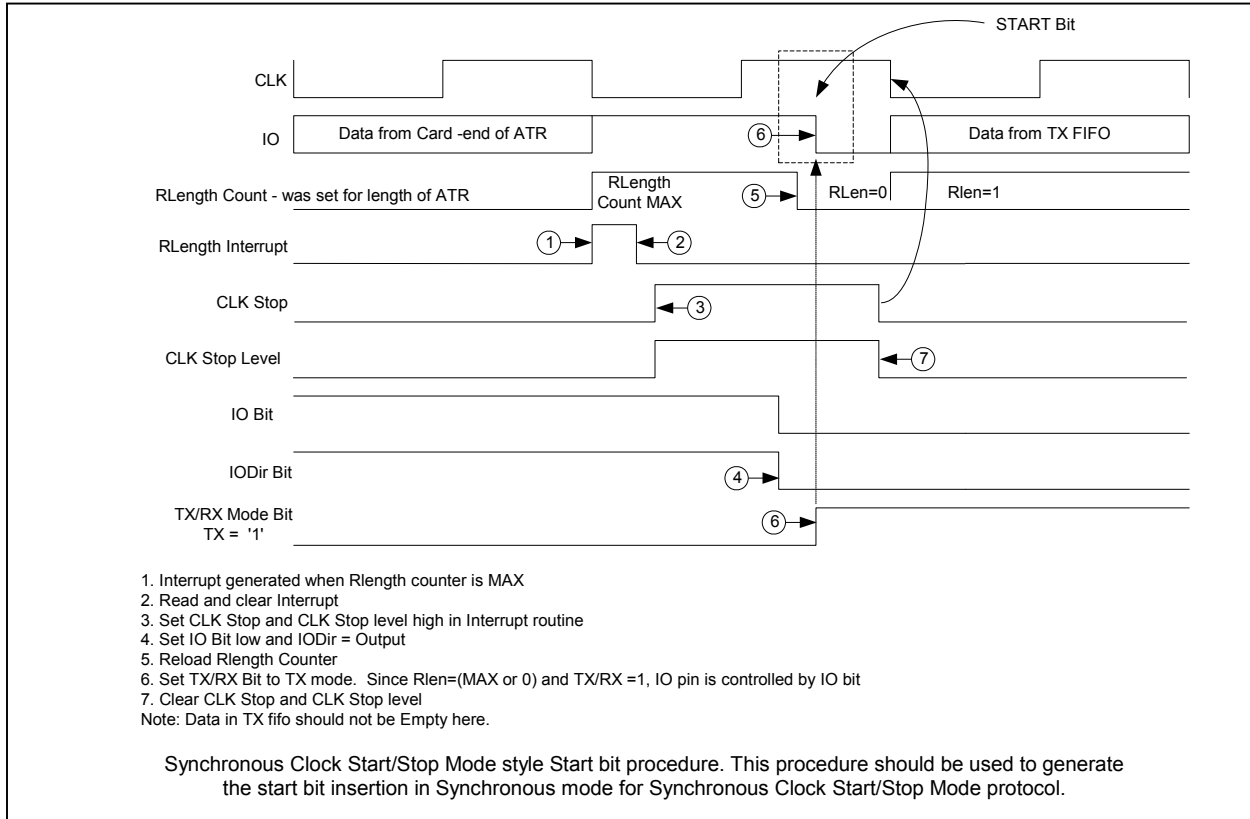 START Bit
CLK
IO
Data from Card -end of ATR
6
Data from TX FIFO
RLength Count - was set for length of ATR
RLength
Count MAX
5
RLen=0
Rlen=1
RLength Interrupt
1
2
CLK Stop
3
CLK Stop Level
7
IO Bit
IODir Bit
4
TX/RX Mode Bit
TX = '1'
6
1. Interrupt generated when Rlength counter is MAX
2. Read and clear Interrupt
3. Set CLK Stop and CLK Stop level high in Interrupt routine
4. Set IO Bit low and IODir = Output
5. Reload Rlength Counter
6. Set TX/RX Bit to TX mode. Since Rlen=(MAX or 0) and TX/RX =1, IO pin is controlled by IO bit
7. Clear CLK Stop and CLK Stop level
Note: Data in TX fifo should not be Empty here.
Synchronous Clock Start/Stop Mode style Start bit procedure. This procedure should be used to generate
the start bit insertion in Synchronous mode for Synchronous Clock Start/Stop Mode protocol.